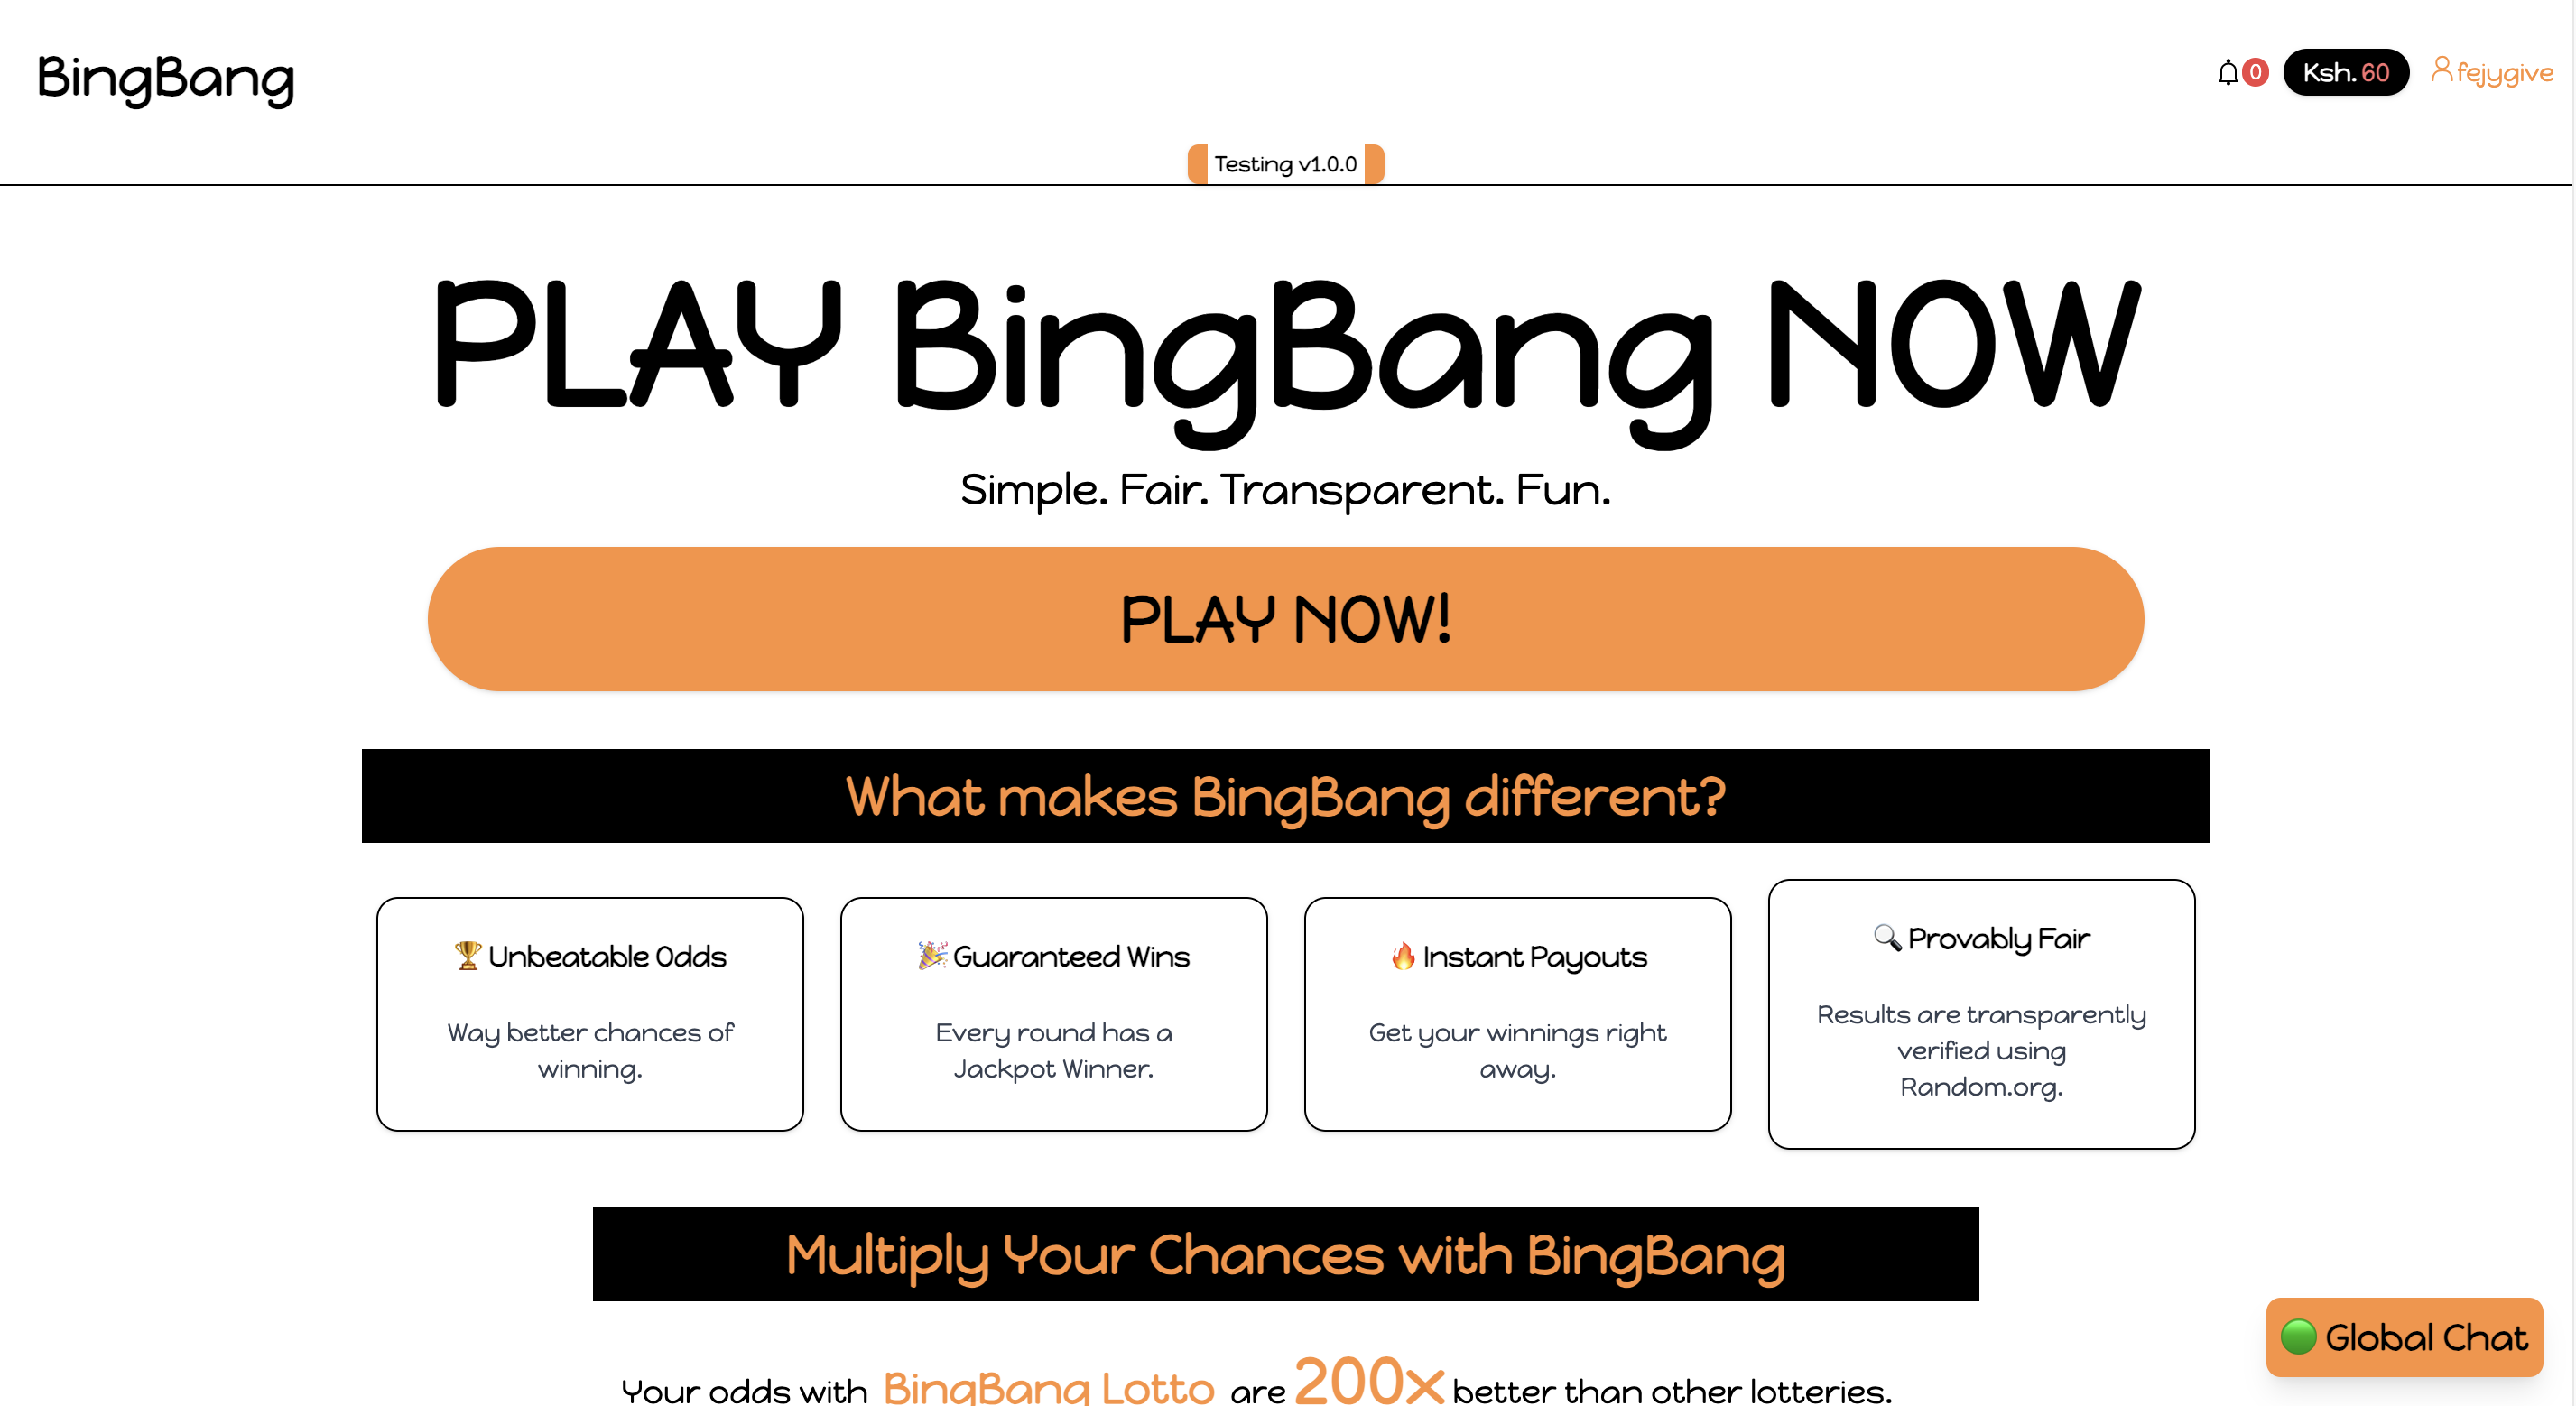 BingBang
0
Ksh. 60
fejygive
Testing v1.0.0
PLAY BingBang NOW
Simple. Fair. Transparent. Fun.
PLAY NOW!
What makes BingBang different?
🏆 Unbeatable Odds
Way better chances of
winning.
🎉 Guaranteed Wins
Every round has a
Jackpot Winner.
🔥 Instant Payouts
Get your winnings right
away.
🔍 Provably Fair
Results are transparently
verified using
Random.org.
Multiply Your Chances with BingBang
Your odds with BingBang Lotto are 200x better than other lotteries.
🟢 Global Chat